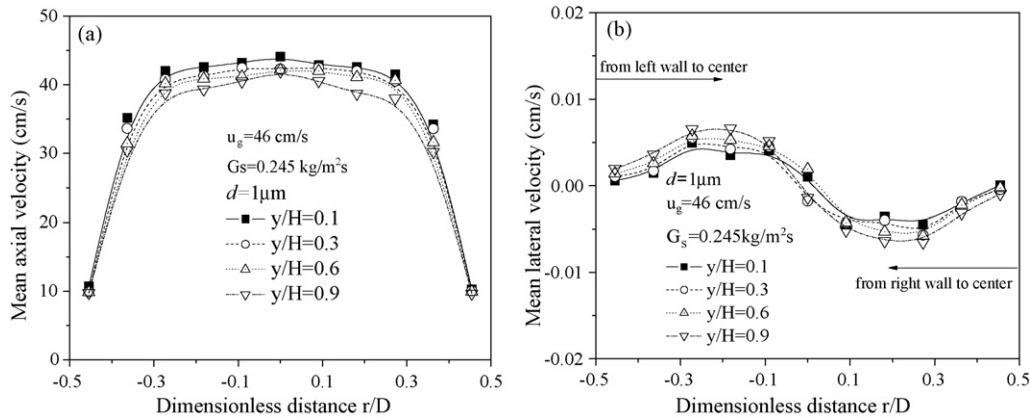 (a)
Mean axial velocity (cm/s)
50
40
30
20
10
0
u_g=46 cm/s
Gs=0.245 kg/m²s
d=1μm
y/H=0.1
y/H=0.3
y/H=0.6
y/H=0.9
-0.5
-0.3
-0.1
0.1
0.3
0.5
Dimensionless distance r/D
(b)
Mean lateral velocity (cm/s)
0.02
0.01
0.00
-0.01
-0.02
from left wall to center
d=1μm
u_g=46 cm/s
G_s=0.245kg/m²s
y/H=0.1
y/H=0.3
y/H=0.6
y/H=0.9
from right wall to center
-0.5
-0.3
-0.1
0.1
0.3
0.5
Dimensionless distance r/D